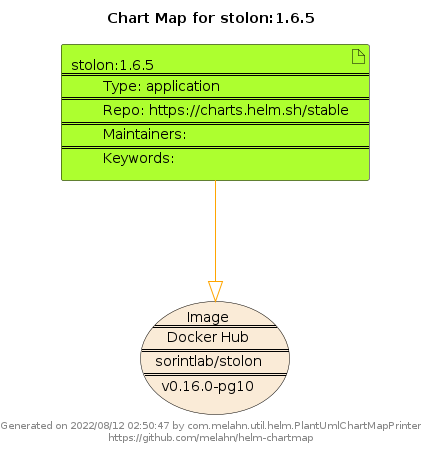 Chart Map for stolon:1.6.5
stolon:1.6.5
Type: application
Repo: https://charts.helm.sh/stable
Maintainers:
Keywords:
Image
Docker Hub
sorintlab/stolon
v0.16.0-pg10
Generated on 2022/08/12 02:50:47 by com.melahn.util.helm.PlantUmlChartMapPrinter
https://github.com/melahn/helm-chartmap